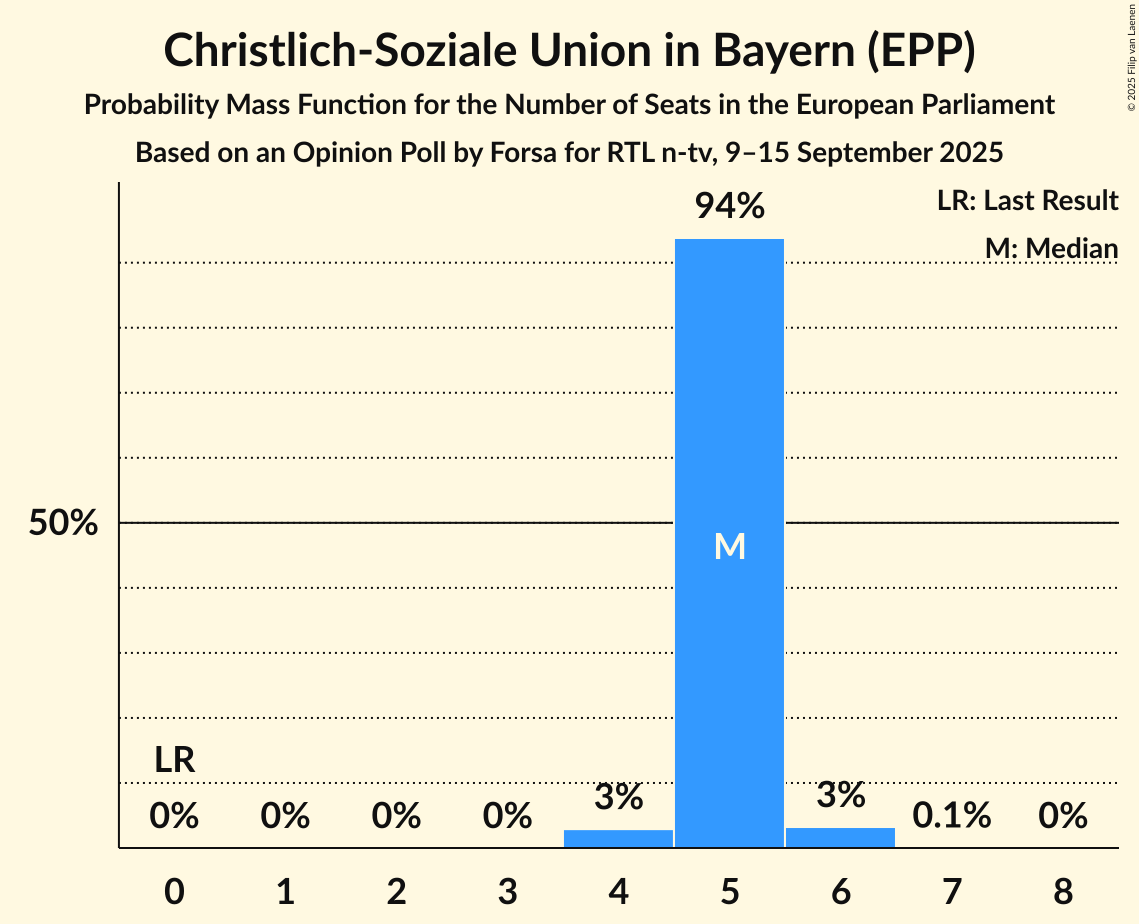 Christlich-Soziale Union in Bayern (EPP)
Probability Mass Function for the Number of Seats in the European Parliament
Based on an Opinion Poll by Forsa for RTL n-tv, 9–15 September 2025
© 2025 Filip van Laenen
LR: Last Result
M: Median
94%
50%
M
LR
0% 0% 0% 0% 3% 3% 0.1% 0%
0 1 2 3 4 5 6 7 8